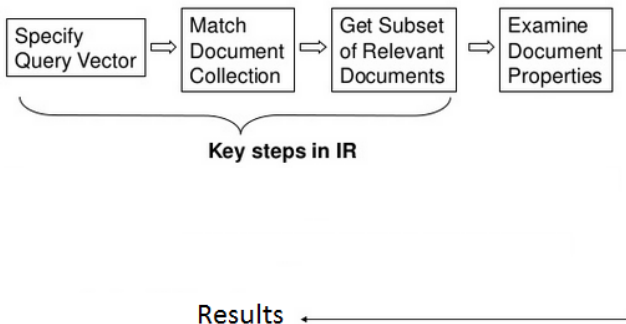 Specify
Query Vector
Match
Document
Collection
Get Subset
of Relevant
Documents
Examine
Document
Properties
Key steps in IR
Results